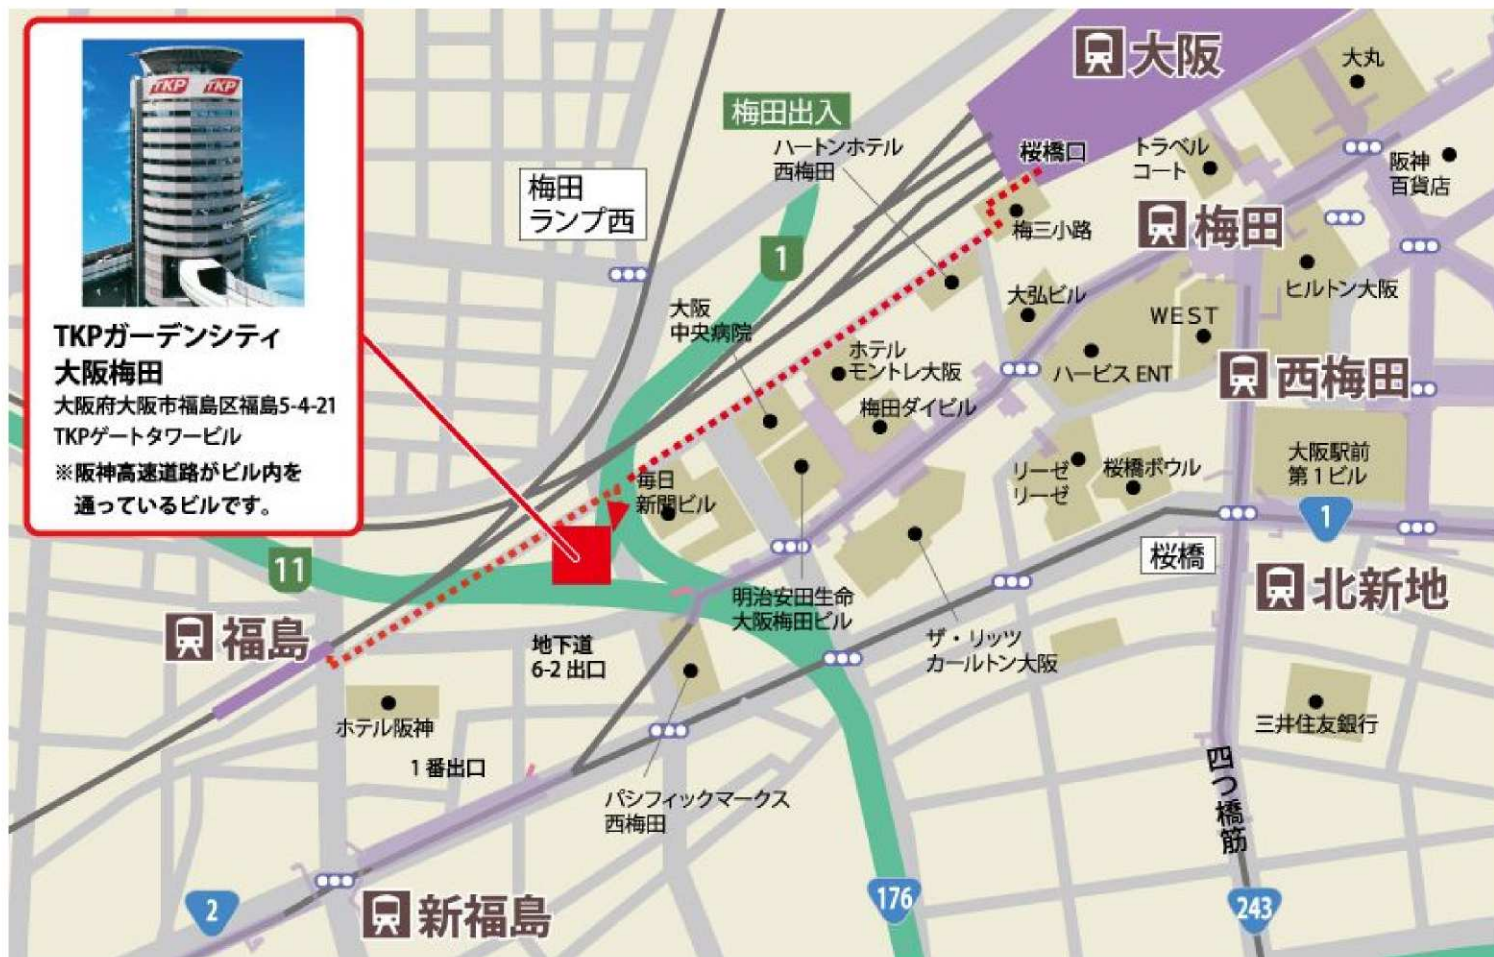 TKP TKP
TKPガーデンシティ
大阪梅田
大阪府大阪市福島区福島5-4-21
TKPゲートタワービル
※阪神高速道路がビル内を
通っているビルです。
大阪
大丸
梅田出入
ハートンホテル
西梅田
桜橋口
トラベル
コート
阪神
百貨店
梅田
ランプ西
梅三小路
梅田
1
大阪
中央病院
大弘ビル
ヒルトン大阪
WEST
ホテル
モントレ大阪
ハービス ENT
西梅田
梅田ダイビル
毎日
新聞ビル
リーゼ
リーゼ
桜橋ボウル
大阪駅前
第1ビル
1
桜橋
11
北新地
明治安田生命
大阪梅田ビル
ザ・リッツ
カールトン大阪
福島
地下道
6-2 出口
ホテル阪神
三井住友銀行
1番出口
パシフィックマークス
西梅田
四つ橋筋
2
新福島
176
243